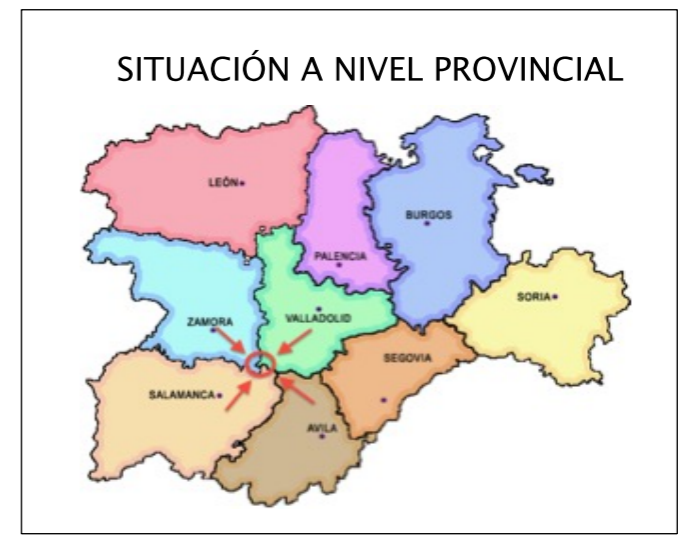 SITUACIÓN A NIVEL PROVINCIAL
LEÓN
BURGOS
PALENCIA
SORIA
ZAMORA
VALLADOLID
SEGOVIA
SALAMANCA
AVILA